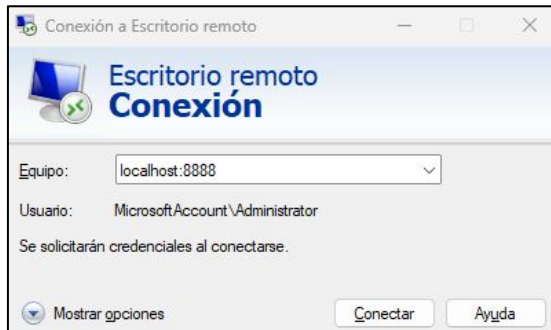 Conexión a Escritorio remoto
Escritorio remoto
Conexión
Equipo: localhost:8888
Usuario: MicrosoftAccount\Administrator
Se solicitarán credenciales al conectarse.
Mostrar opciones Conectar Ayuda